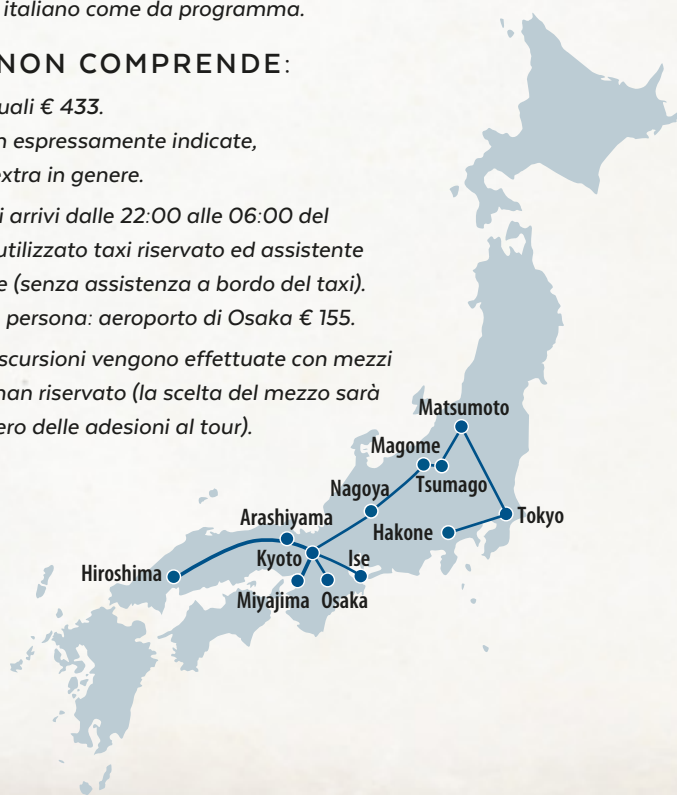 italiano come da programma.
NON COMPRENDE:
uali € 433.
n espressamente indicate,
extra in genere.
i arrivi dalle 22:00 alle 06:00 del
utilizzato taxi riservato ed assistente
e (senza assistenza a bordo del taxi).
persona: aeroporto di Osaka € 155.
scursioni vengono effettuate con mezzi
nan riservato (la scelta del mezzo sarà
ero delle adesioni al tour).
Matsumoto
Magome
Tsumago
Nagoya
Tokyo
Arashiyama
Hakone
Kyoto
Ise
Hiroshima
Miyajima
Osaka